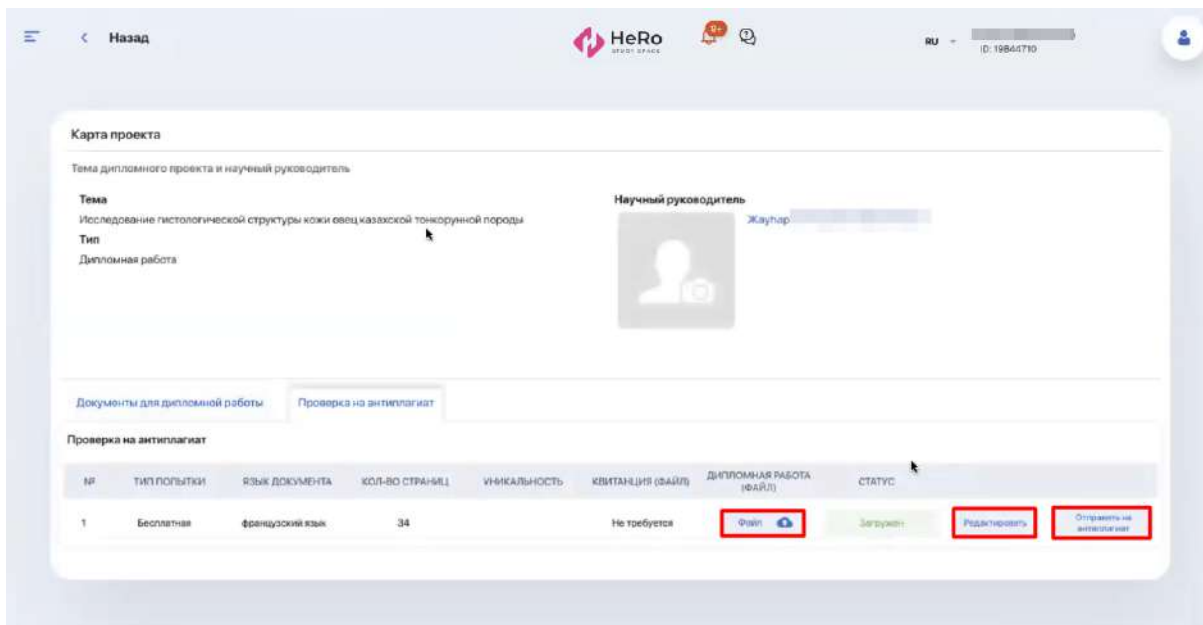 Назад
HeRo
STUDY SPACE
RU
ID: 19844710
Карта проекта
Тема дипломного проекта и научный руководитель
Тема
Исследование гистологической структуры кожи овец казахской тонкорунной породы
Тип
Дипломная работа
Научный руководитель
Жауһар
Документы для дипломной работы
Проверка на антиплагиат
Проверка на антиплагиат
№ ТИП ПОПЫТКИ ЯЗЫК ДОКУМЕНТА КОЛ-ВО СТРАНИЦ УНИКАЛЬНОСТЬ КВИТАНЦИЯ (ФАЙЛ) ДИПЛОМНАЯ РАБОТА (ФАЙЛ) СТАТУС
1 Бесплатная французский язык 34 Не требуется Файл Загружен Редактировать Отправить на антиплагиат